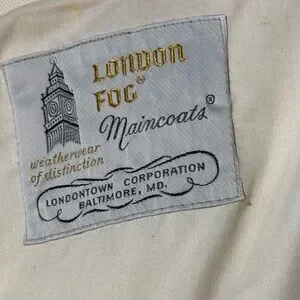 LONDON
FOG®
Maincoats®
weatherwear
of distinction
LONDONTOWN CORPORATION
BALTIMORE, MD.